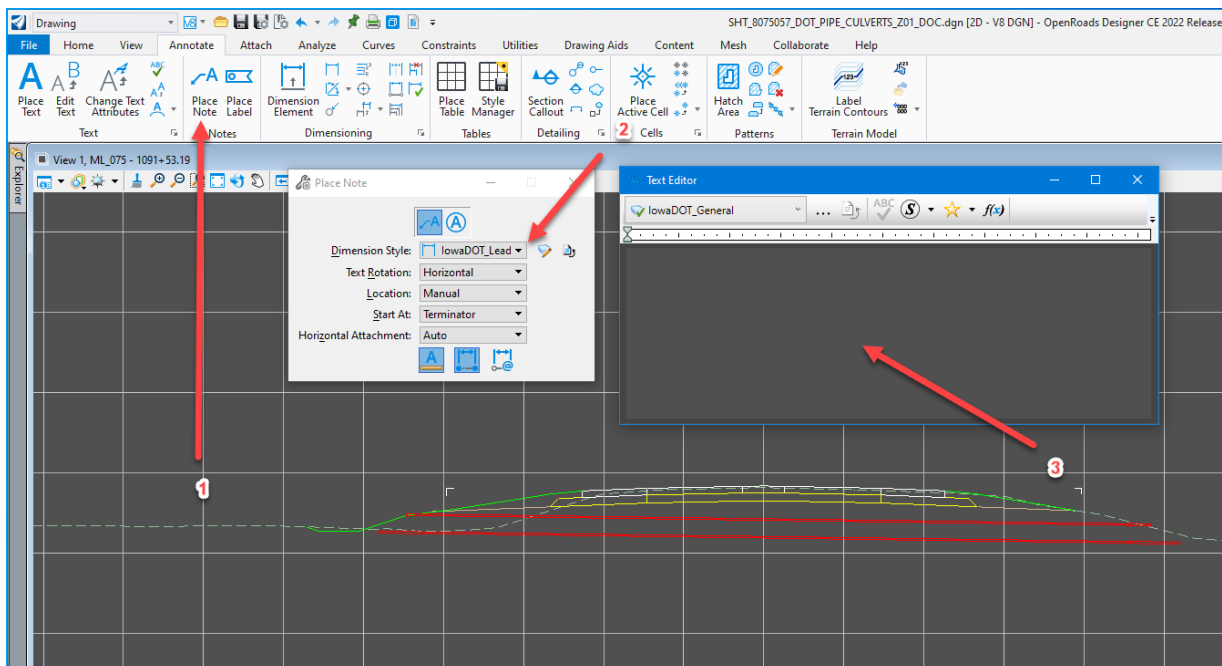 Drawing
SHT_8075057_DOT_PIPE_CULVERTS_Z01_DOC.dgn [2D - V8 DGN] - OpenRoads Designer CE 2022 Release
File Home View Annotate Attach Analyze Curves Constraints Utilities Drawing Aids Content Mesh Collaborate Help
Place Text
Edit Text
Change Text Attributes
ABC
Place Note
Place Label
Dimension Element
Place Table
Style Manager
Section Callout
Place Active Cell
Hatch Area
Label Terrain Contours
Text Notes Dimensioning Tables Detailing Cells Patterns Terrain Model
2
Explorer
View 1, ML_075 - 1091+53.19
Place Note
Dimension Style: IowaDOT_Lead
Text Rotation: Horizontal
Location: Manual
Start At: Terminator
Horizontal Attachment: Auto
Text Editor
IowaDOT_General ... ABC S f(x)
1
3